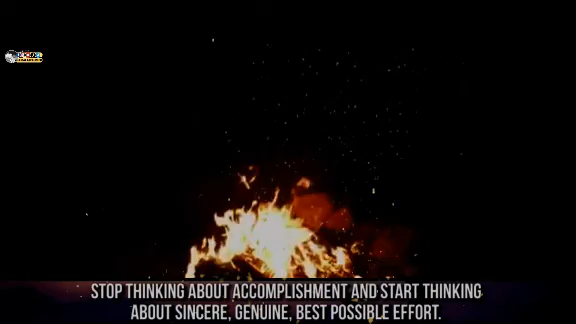 STOP THINKING ABOUT ACCOMPLISHMENT AND START THINKING
ABOUT SINCERE, GENUINE, BEST POSSIBLE EFFORT.